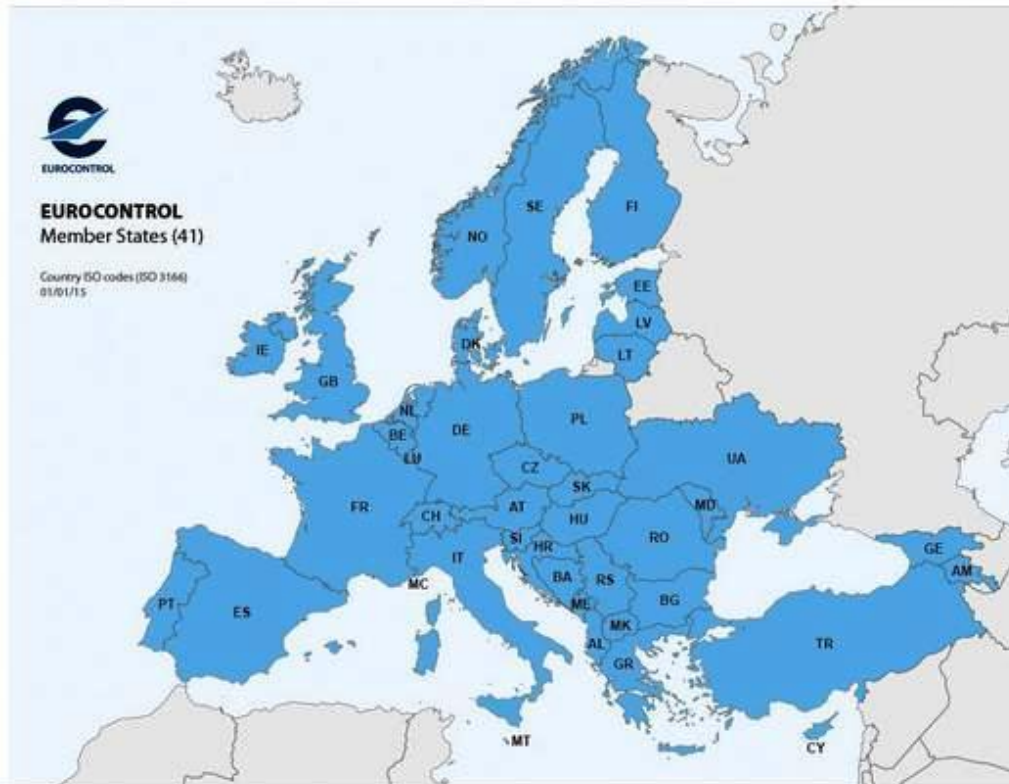 EUROCONTROL
EUROCONTROL
Member States (41)
Country ISO codes (ISO 3166)
01/01/15
SE
FI
NO
EE
LV
DK
LT
IE
GB
NL
PL
BE
DE
LU
UA
CZ
SK
MD
FR
CH
AT
HU
RO
SI
HR
GE
IT
AM
BA
RS
MC
ME
BG
PT
ES
MK
AL
TR
GR
MT
CY